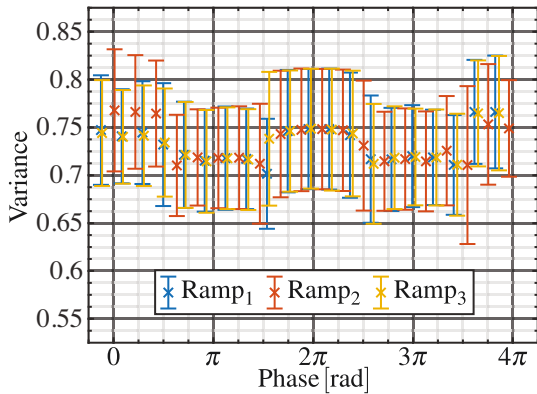 0.85
0.8
0.75
0.7
0.65
0.6
0.55
Variance
Ramp₁ Ramp₂ Ramp₃
0 π 2π 3π 4π
Phase [rad]